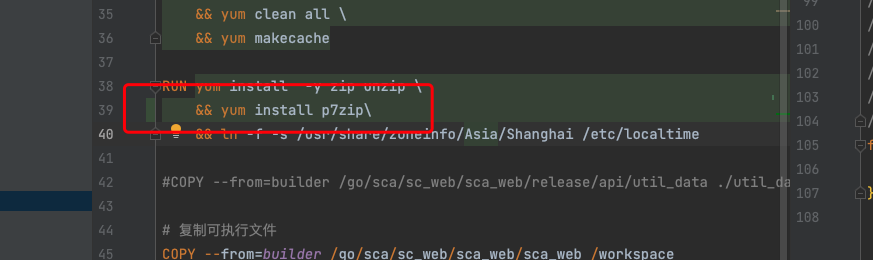 35 && yum clean all \
36 && yum makecache
37
38 RUN yum install -y zip unzip \
39 && yum install p7zip\
40 && ln -f -s /usr/share/zoneinfo/Asia/Shanghai /etc/localtime
41
42 #COPY --from=builder /go/sca/sc_web/sca_web/release/api/util_data ./util_da
43
44 # 复制可执行文件
45 COPY --from=builder /go/sca/sc_web/sca_web/sca_web /workspace
99 /
100 /
101 /
102 /
103 /
104 /
105 f
106
107 }
108